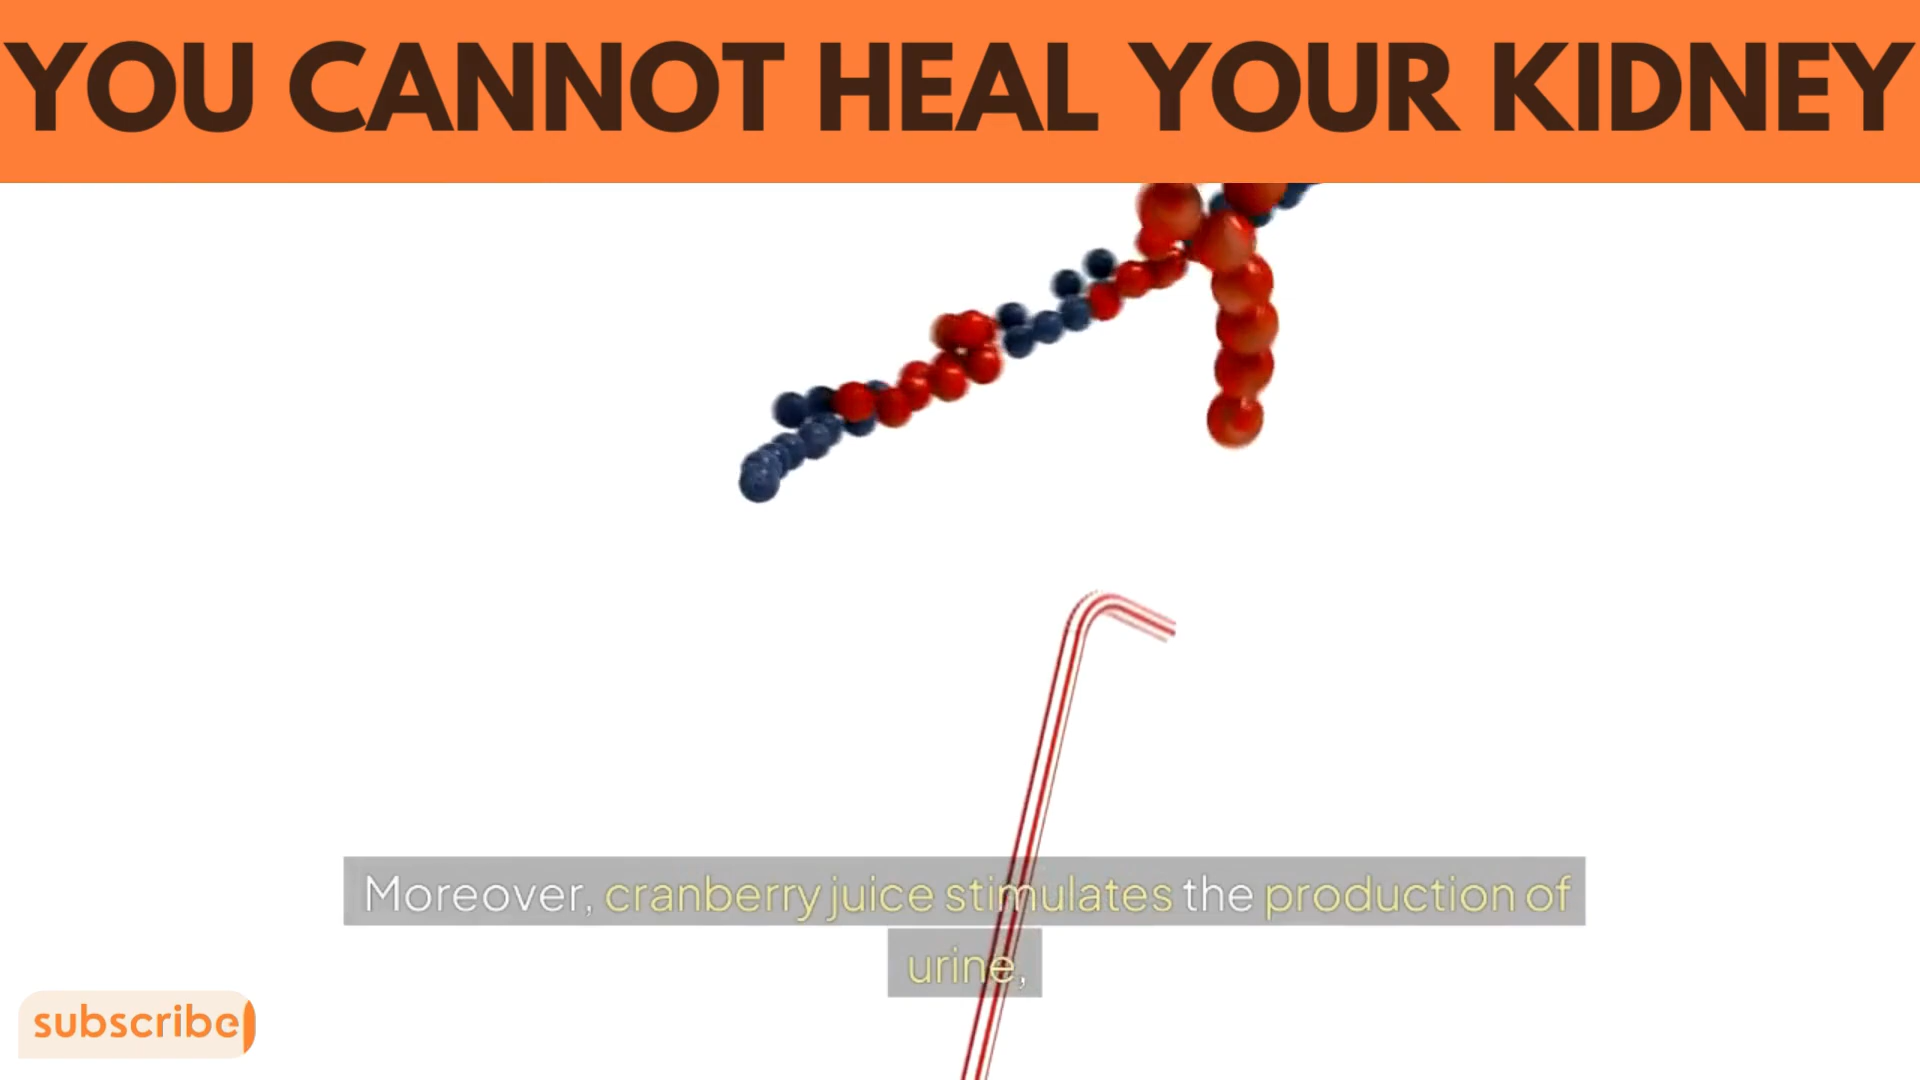 YOU CANNOT HEAL YOUR KIDNEY
Moreover, cranberry juice stimulates the production of
urine,
subscribe